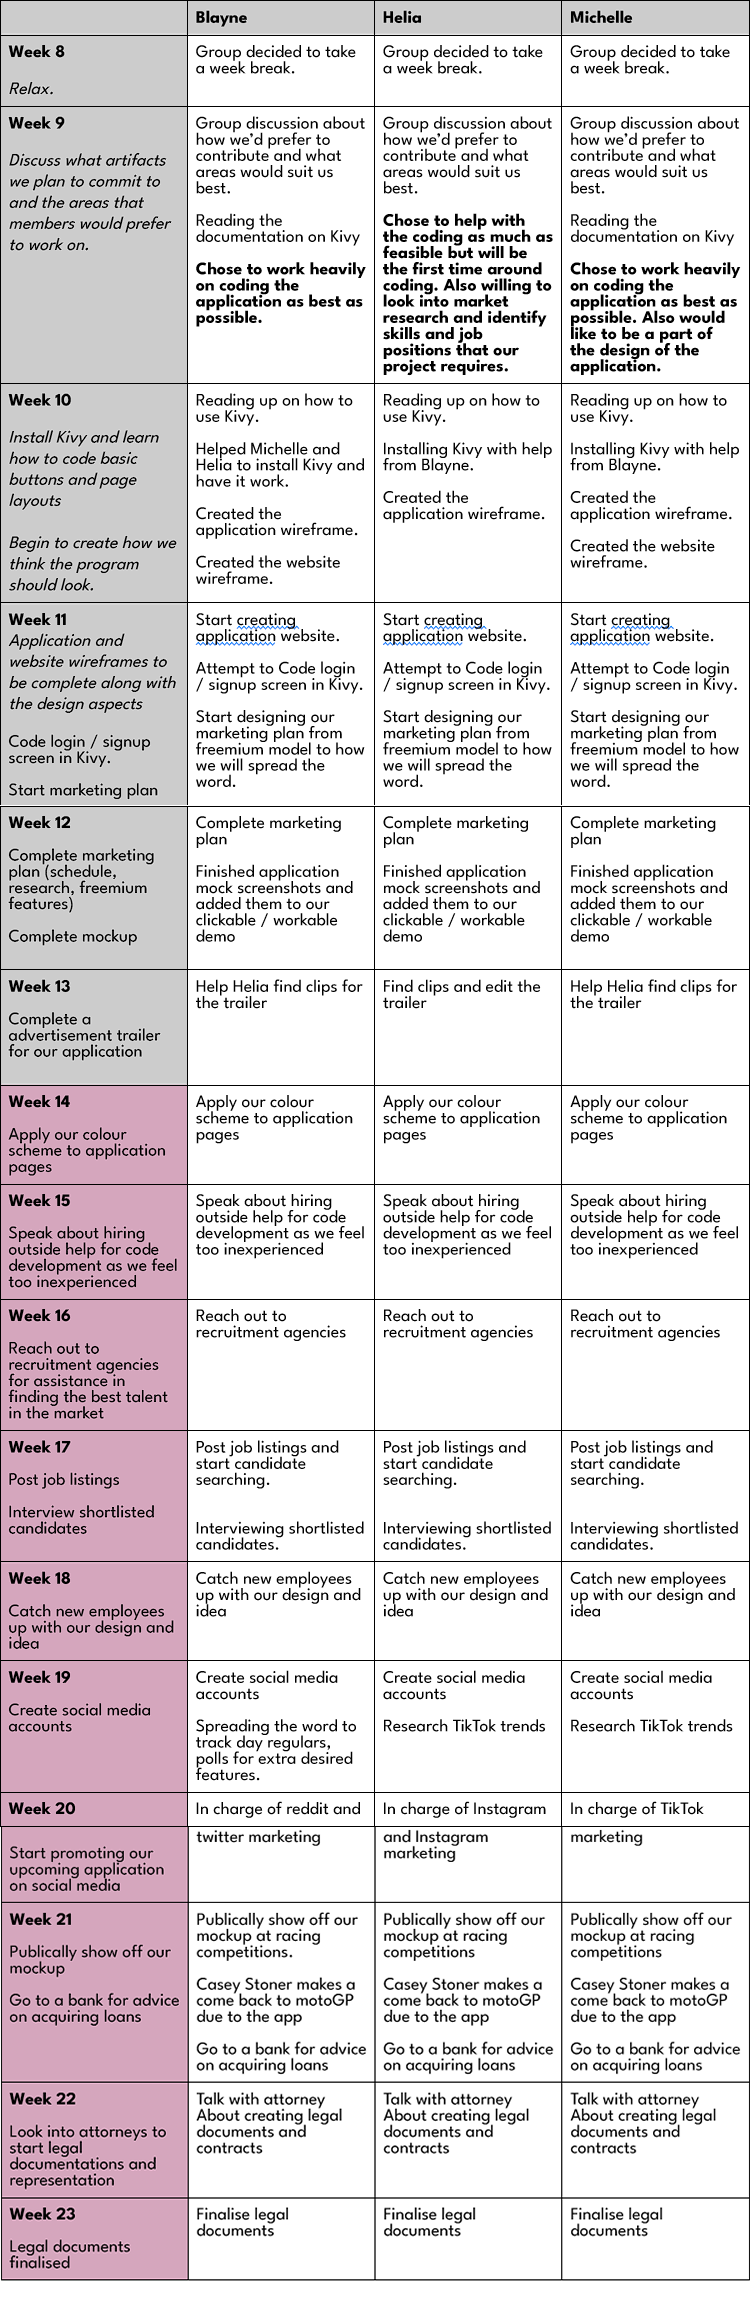 Blayne Helia Michelle
Week 8
Relax.
Group decided to take
a week break.
Group decided to take
a week break.
Group decided to take
a week break.
Week 9
Discuss what artifacts
we plan to commit to
and the areas that
members would prefer
to work on.
Group discussion about
how we’d prefer to
contribute and what
areas would suit us
best.
Reading the
documentation on Kivy
Chose to work heavily
on coding the
application as best as
possible.
Group discussion about
how we’d prefer to
contribute and what
areas would suit us
best.
Chose to help with
the coding as much as
feasible but will be
the first time around
coding. Also willing to
look into market
research and identify
skills and job
positions that our
project requires.
Group discussion about
how we’d prefer to
contribute and what
areas would suit us
best.
Reading the
documentation on Kivy
Chose to work heavily
on coding the
application as best as
possible. Also would
like to be a part of
the design of the
application.
Week 10
Install Kivy and learn
how to code basic
buttons and page
layouts
Begin to create how we
think the program
should look.
Reading up on how to
use Kivy.
Helped Michelle and
Helia to install Kivy and
have it work.
Created the
application wireframe.
Created the website
wireframe.
Reading up on how to
use Kivy.
Installing Kivy with help
from Blayne.
Created the
application wireframe.
Reading up on how to
use Kivy.
Installing Kivy with help
from Blayne.
Created the
application wireframe.
Created the website
wireframe.
Week 11
Application and
website wireframes to
be complete along with
the design aspects
Code login / signup
screen in Kivy.
Start marketing plan
Start creating
application website.
Attempt to Code login
/ signup screen in Kivy.
Start designing our
marketing plan from
freemium model to how
we will spread the
word.
Start creating
application website.
Attempt to Code login
/ signup screen in Kivy.
Start designing our
marketing plan from
freemium model to how
we will spread the
word.
Start creating
application website.
Attempt to Code login
/ signup screen in Kivy.
Start designing our
marketing plan from
freemium model to how
we will spread the
word.
Week 12
Complete marketing
plan (schedule,
research, freemium
features)
Complete mockup
Complete marketing
plan
Finished application
mock screenshots and
added them to our
clickable / workable
demo
Complete marketing
plan
Finished application
mock screenshots and
added them to our
clickable / workable
demo
Complete marketing
plan
Finished application
mock screenshots and
added them to our
clickable / workable
demo
Week 13
Complete a
advertisement trailer
for our application
Help Helia find clips for
the trailer
Find clips and edit the
trailer
Help Helia find clips for
the trailer
Week 14
Apply our colour
scheme to application
pages
Apply our colour
scheme to application
pages
Apply our colour
scheme to application
pages
Apply our colour
scheme to application
pages
Week 15
Speak about hiring
outside help for code
development as we feel
too inexperienced
Speak about hiring
outside help for code
development as we feel
too inexperienced
Speak about hiring
outside help for code
development as we feel
too inexperienced
Speak about hiring
outside help for code
development as we feel
too inexperienced
Week 16
Reach out to
recruitment agencies
for assistance in
finding the best talent
in the market
Reach out to
recruitment agencies
Reach out to
recruitment agencies
Reach out to
recruitment agencies
Week 17
Post job listings
Interview shortlisted
candidates
Post job listings and
start candidate
searching.
Interviewing shortlisted
candidates.
Post job listings and
start candidate
searching.
Interviewing shortlisted
candidates.
Post job listings and
start candidate
searching.
Interviewing shortlisted
candidates.
Week 18
Catch new employees
up with our design and
idea
Catch new employees
up with our design and
idea
Catch new employees
up with our design and
idea
Catch new employees
up with our design and
idea
Week 19
Create social media
accounts
Create social media
accounts
Spreading the word to
track day regulars,
polls for extra desired
features.
Create social media
accounts
Research TikTok trends
Create social media
accounts
Research TikTok trends
Week 20
Start promoting our
upcoming application
on social media
In charge of reddit and
twitter marketing
In charge of Instagram
and Instagram
marketing
In charge of TikTok
marketing
Week 21
Publically show off our
mockup
Go to a bank for advice
on acquiring loans
Publically show off our
mockup at racing
competitions.
Casey Stoner makes a
come back to motoGP
due to the app
Go to a bank for advice
on acquiring loans
Publically show off our
mockup at racing
competitions
Casey Stoner makes a
come back to motoGP
due to the app
Go to a bank for advice
on acquiring loans
Publically show off our
mockup at racing
competitions
Casey Stoner makes a
come back to motoGP
due to the app
Go to a bank for advice
on acquiring loans
Week 22
Look into attorneys to
start legal
documentations and
representation
Talk with attorney
About creating legal
documents and
contracts
Talk with attorney
About creating legal
documents and
contracts
Talk with attorney
About creating legal
documents and
contracts
Week 23
Legal documents
finalised
Finalise legal
documents
Finalise legal
documents
Finalise legal
documents